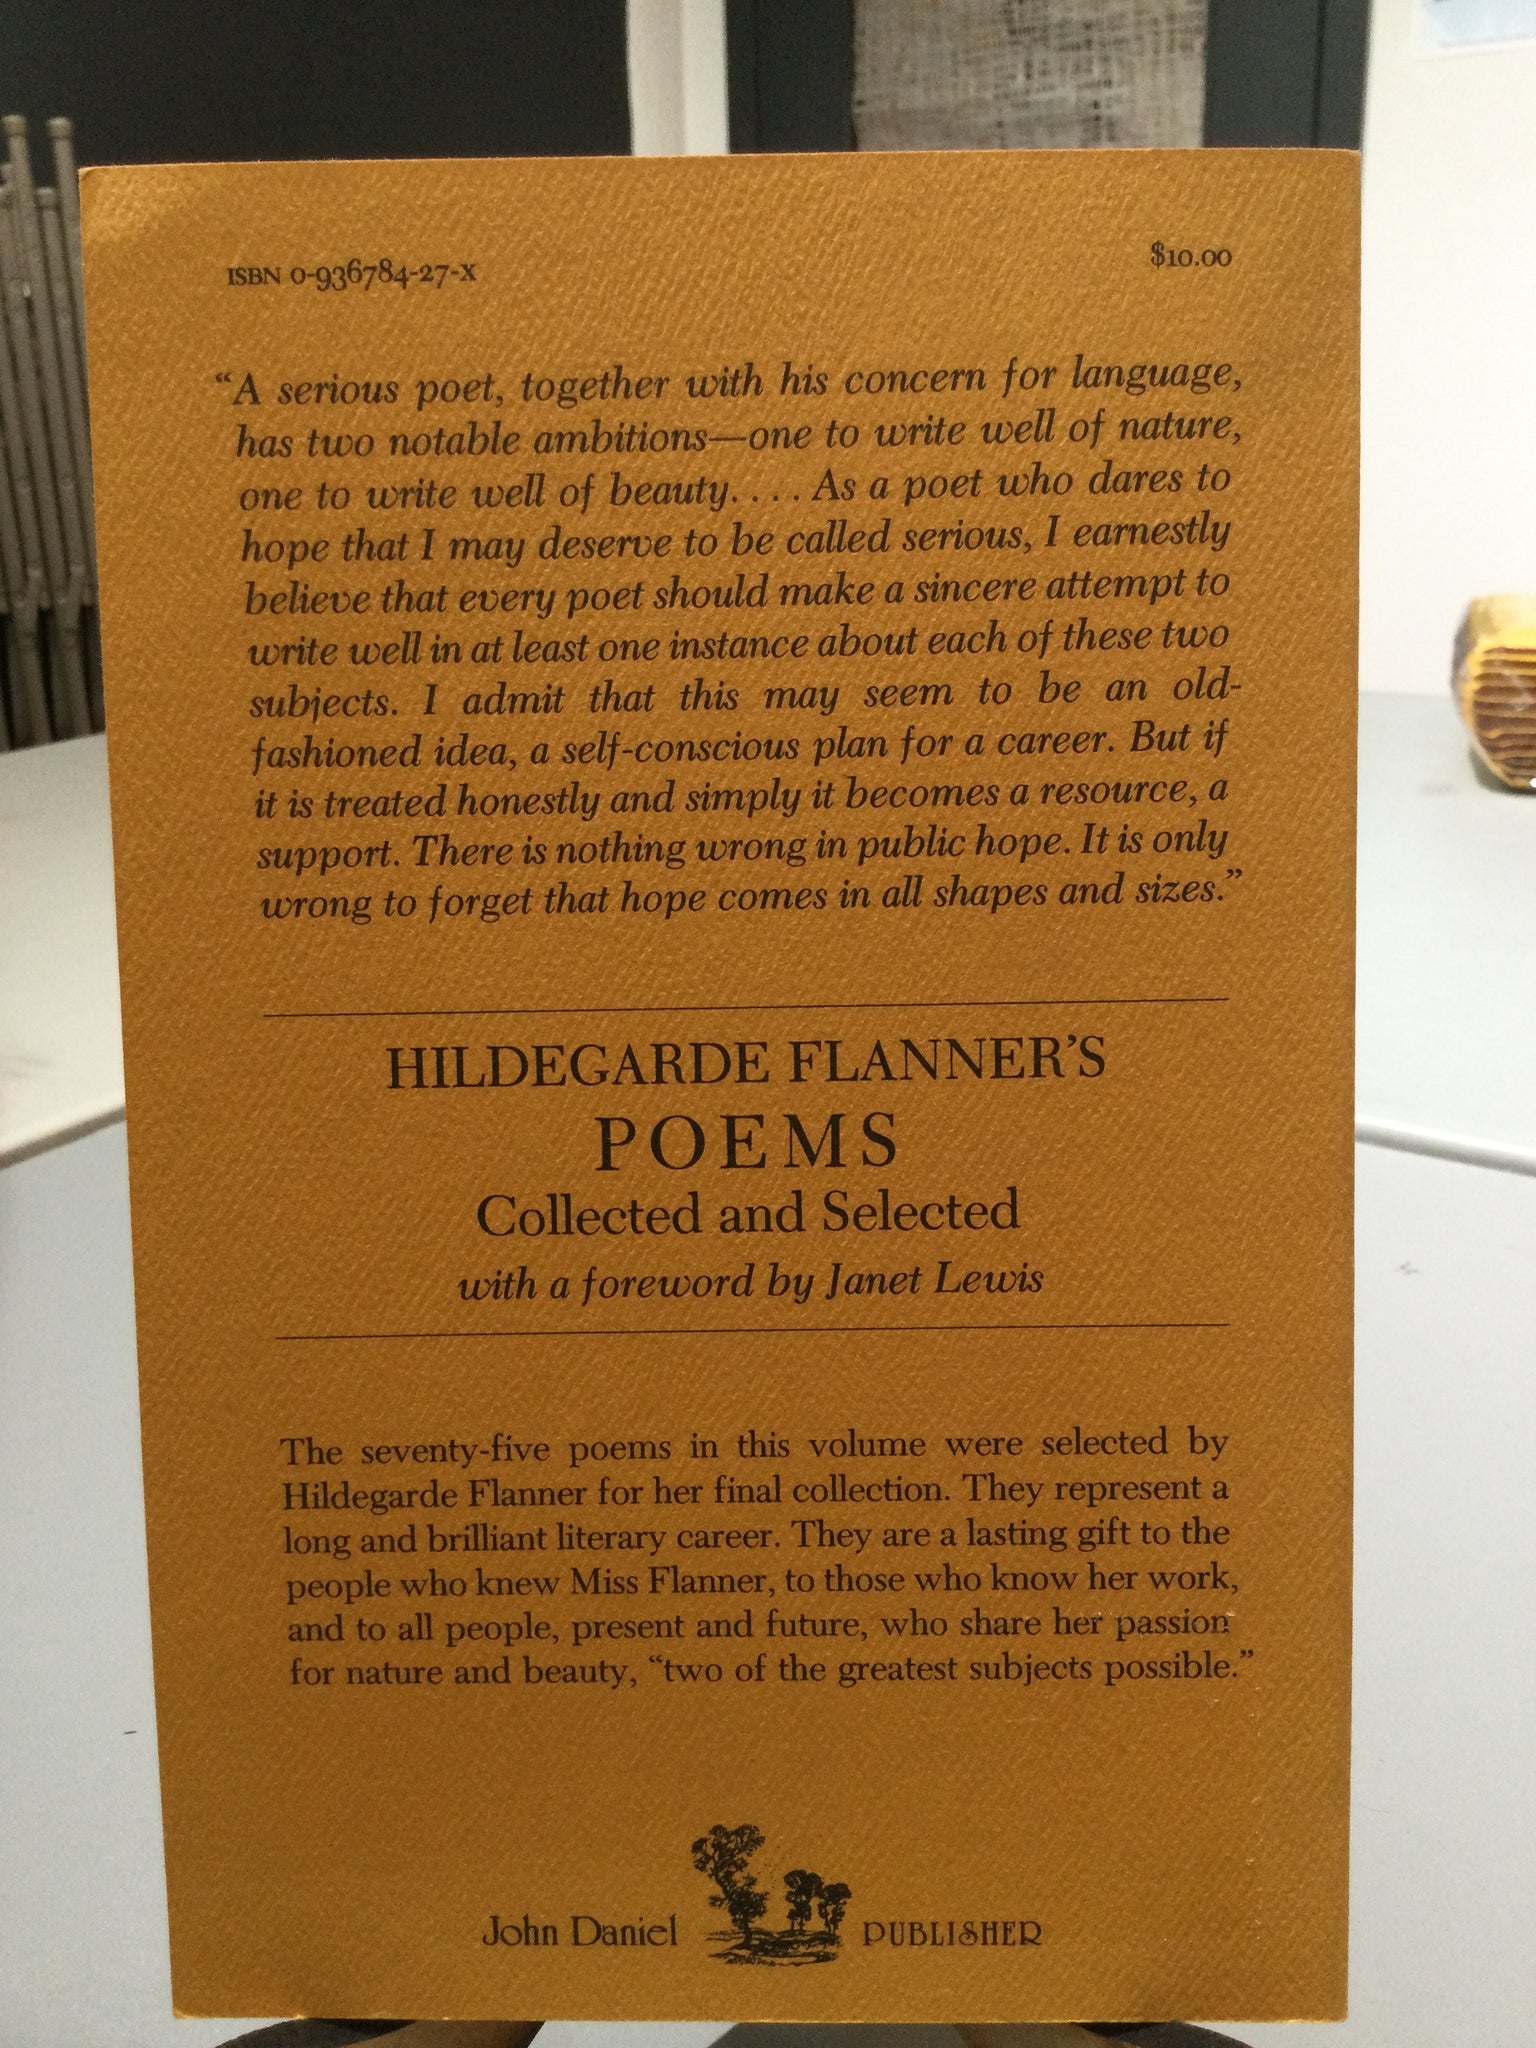 ISBN 0-936784-27-X
$10.00
“A serious poet, together with his concern for language,
has two notable ambitions—one to write well of nature,
one to write well of beauty. . . . As a poet who dares to
hope that I may deserve to be called serious, I earnestly
believe that every poet should make a sincere attempt to
write well in at least one instance about each of these two
subjects. I admit that this may seem to be an old-
fashioned idea, a self-conscious plan for a career. But if
it is treated honestly and simply it becomes a resource, a
support. There is nothing wrong in public hope. It is only
wrong to forget that hope comes in all shapes and sizes.”
HILDEGARDE FLANNER’S
POEMS
Collected and Selected
with a foreword by Janet Lewis
The seventy-five poems in this volume were selected by
Hildegarde Flanner for her final collection. They represent a
long and brilliant literary career. They are a lasting gift to the
people who knew Miss Flanner, to those who know her work,
and to all people, present and future, who share her passion
for nature and beauty, “two of the greatest subjects possible.”
John Daniel PUBLISHER